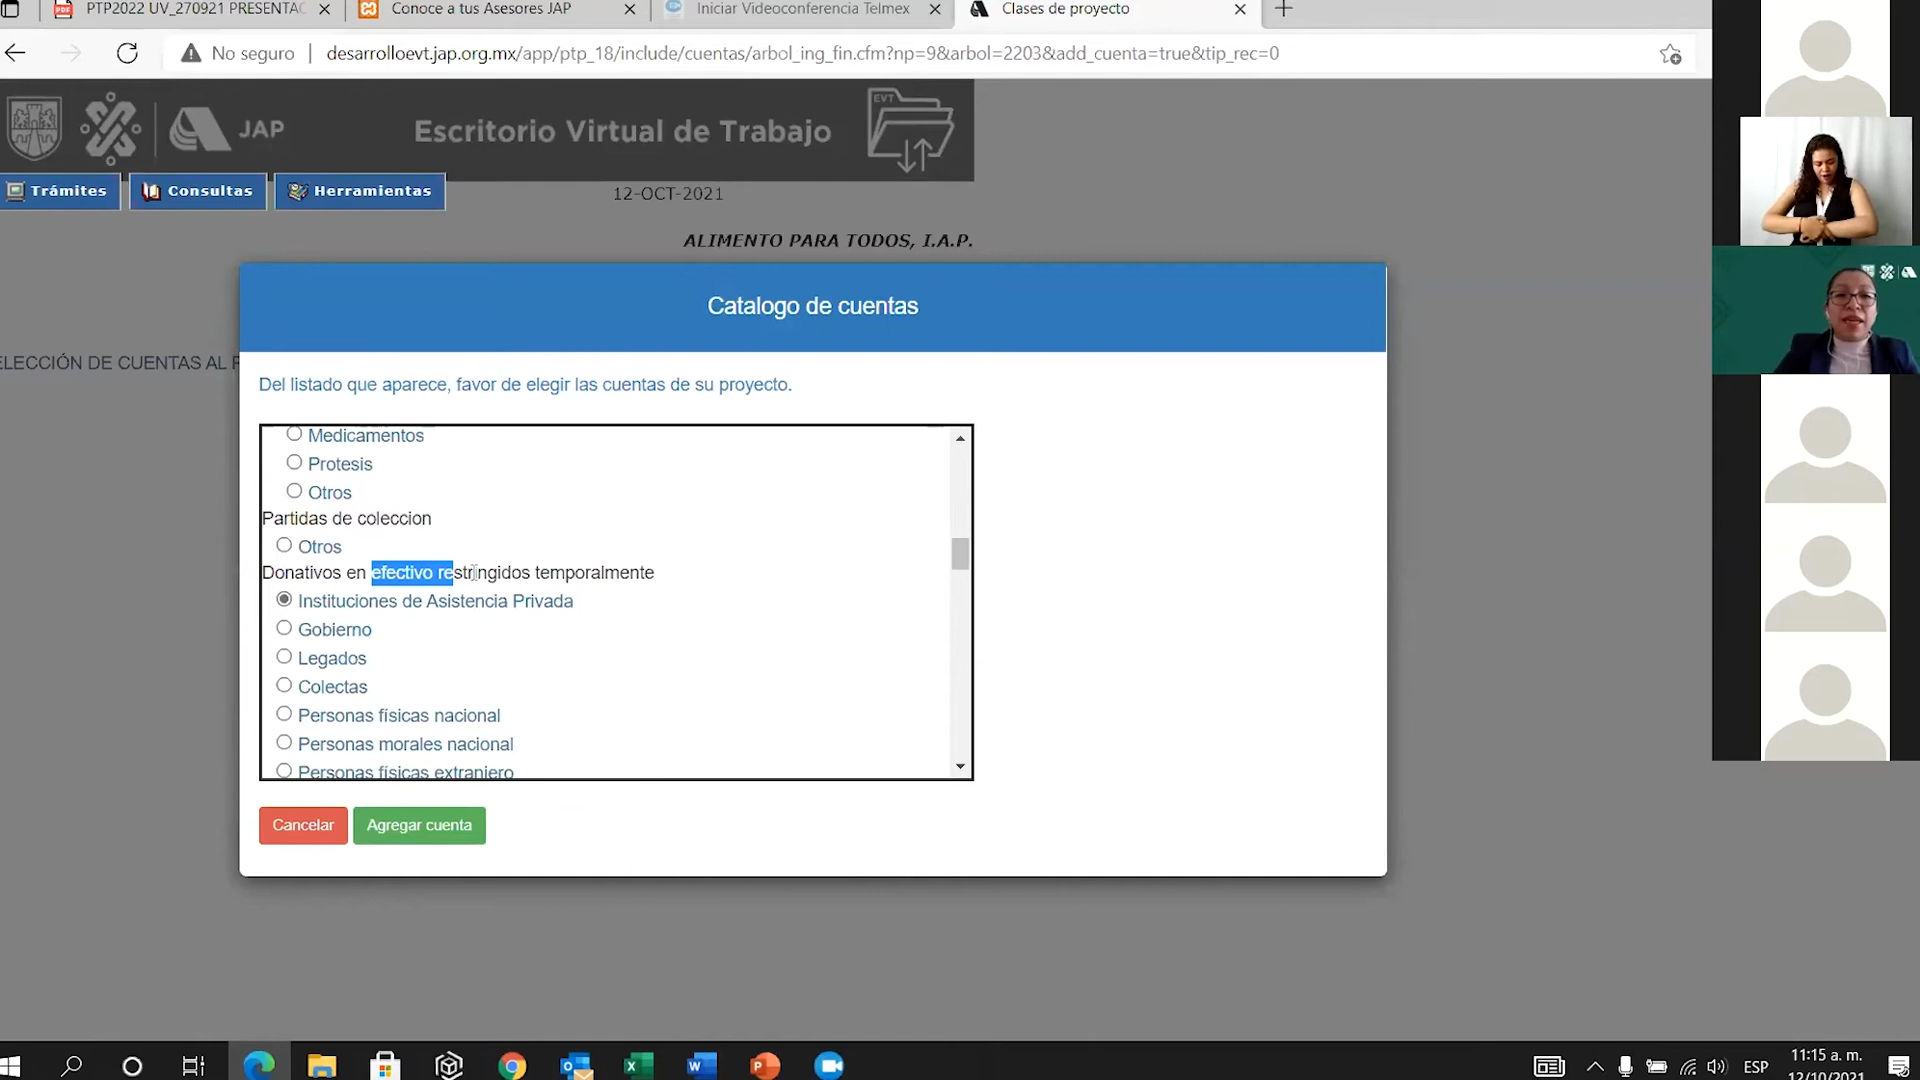 PTP2022 UV_270921 PRESENTAC
Conoce a tus Asesores JAP
Iniciar Videoconferencia Telmex
Clases de proyecto
No seguro
desarrolloevt.jap.org.mx/app/ptp_18/include/cuentas/arbol_ing_fin.cfm?np=9&arbol=2203&add_cuenta=true&tip_rec=0
JAP
Escritorio Virtual de Trabajo
EVT
Trámites
Consultas
Herramientas
12-OCT-2021
ALIMENTO PARA TODOS, I.A.P.
Catalogo de cuentas
ELECCIÓN DE CUENTAS AL
Del listado que aparece, favor de elegir las cuentas de su proyecto.
Medicamentos
Protesis
Otros
Partidas de coleccion
Otros
Donativos en efectivo restringidos temporalmente
Instituciones de Asistencia Privada
Gobierno
Legados
Colectas
Personas físicas nacional
Personas morales nacional
Personas físicas extranjero
Cancelar
Agregar cuenta
ESP
11:15 a. m.
12/10/2021